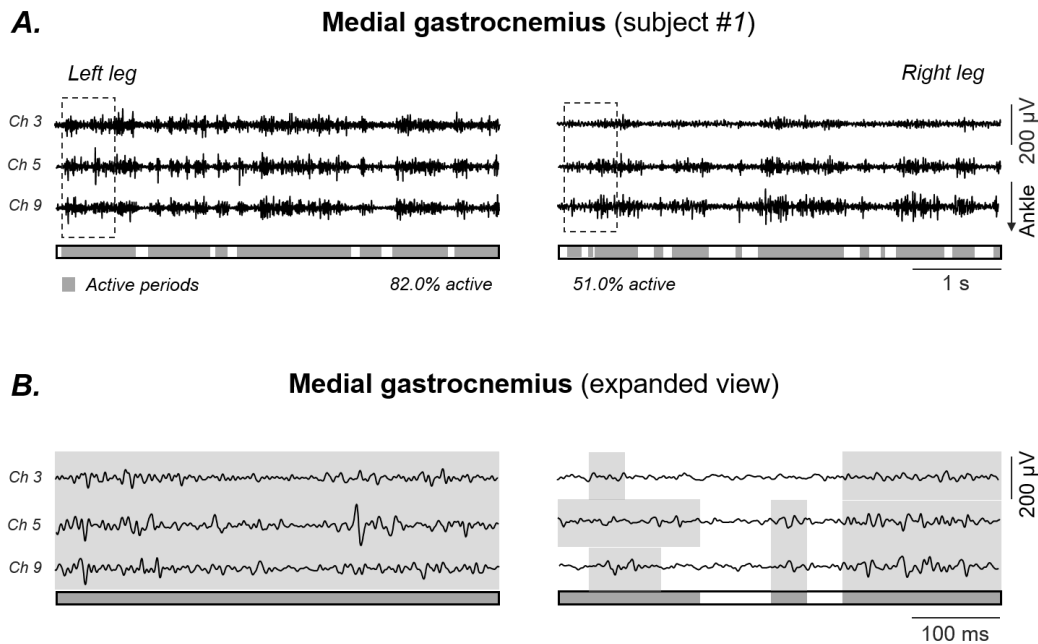 A.
Medial gastrocnemius (subject #1)
Left leg
Right leg
Ch 3
Ch 5
Ch 9
200 µV
Ankle
Active periods
82.0% active
51.0% active
1 s
B.
Medial gastrocnemius (expanded view)
Ch 3
Ch 5
Ch 9
200 µV
100 ms